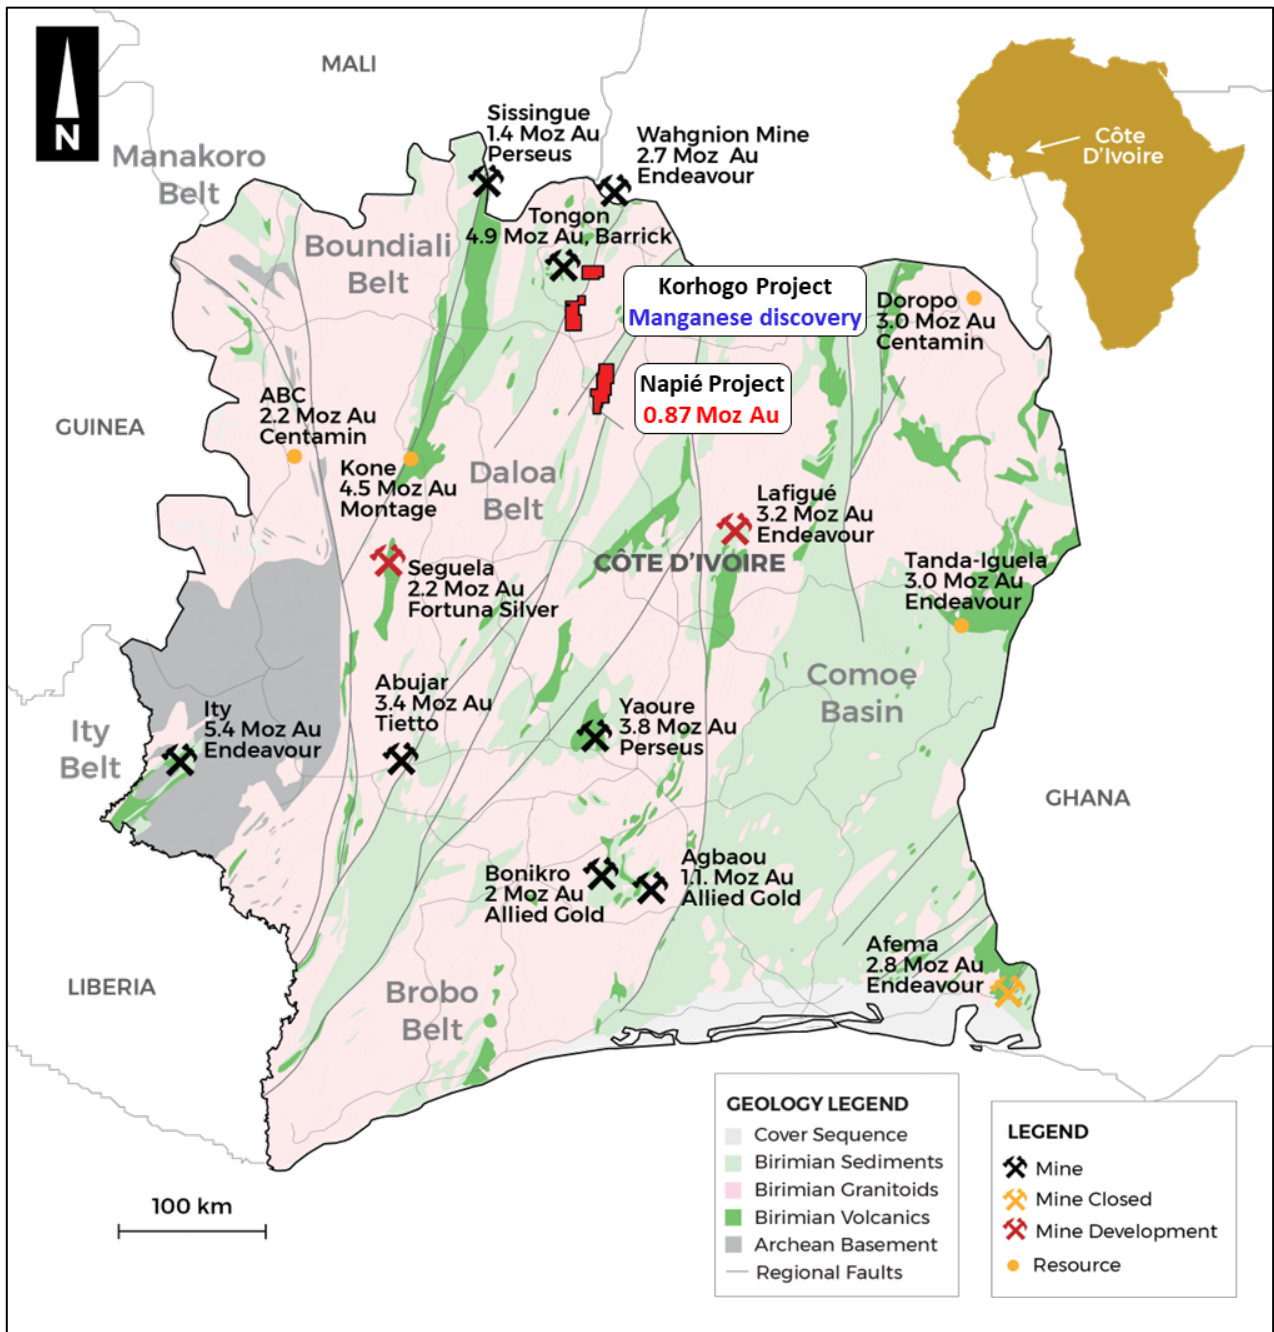 MALI
N
Manakoro
Belt
Sissingue
1.4 Moz Au
Perseus
Wahgnion Mine
2.7 Moz Au
Endeavour
Côte
D'Ivoire
Boundiali
Belt
Tongon
4.9 Moz Au, Barrick
Korhogo Project
Manganese discovery
Doropo
3.0 Moz Au
Centamin
Napié Project
0.87 Moz Au
GUINEA
ABC
2.2 Moz Au
Centamin
Kone
4.5 Moz Au
Montage
Daloa
Belt
Lafigué
3.2 Moz Au
Endeavour
CÔTE D'IVOIRE
Seguela
2.2 Moz Au
Fortuna Silver
Tanda-Iguela
3.0 Moz Au
Endeavour
Comoe
Basin
Abujar
3.4 Moz Au
Tietto
Ity
5.4 Moz Au
Endeavour
Ity
Belt
Yaoure
3.8 Moz Au
Perseus
GHANA
Bonikro
2 Moz Au
Allied Gold
Agbaou
1.1. Moz Au
Allied Gold
Afema
2.8 Moz Au
Endeavour
LIBERIA
Brobo
Belt
100 km
GEOLOGY LEGEND
Cover Sequence
Birimian Sediments
Birimian Granitoids
Birimian Volcanics
Archean Basement
Regional Faults
LEGEND
Mine
Mine Closed
Mine Development
Resource